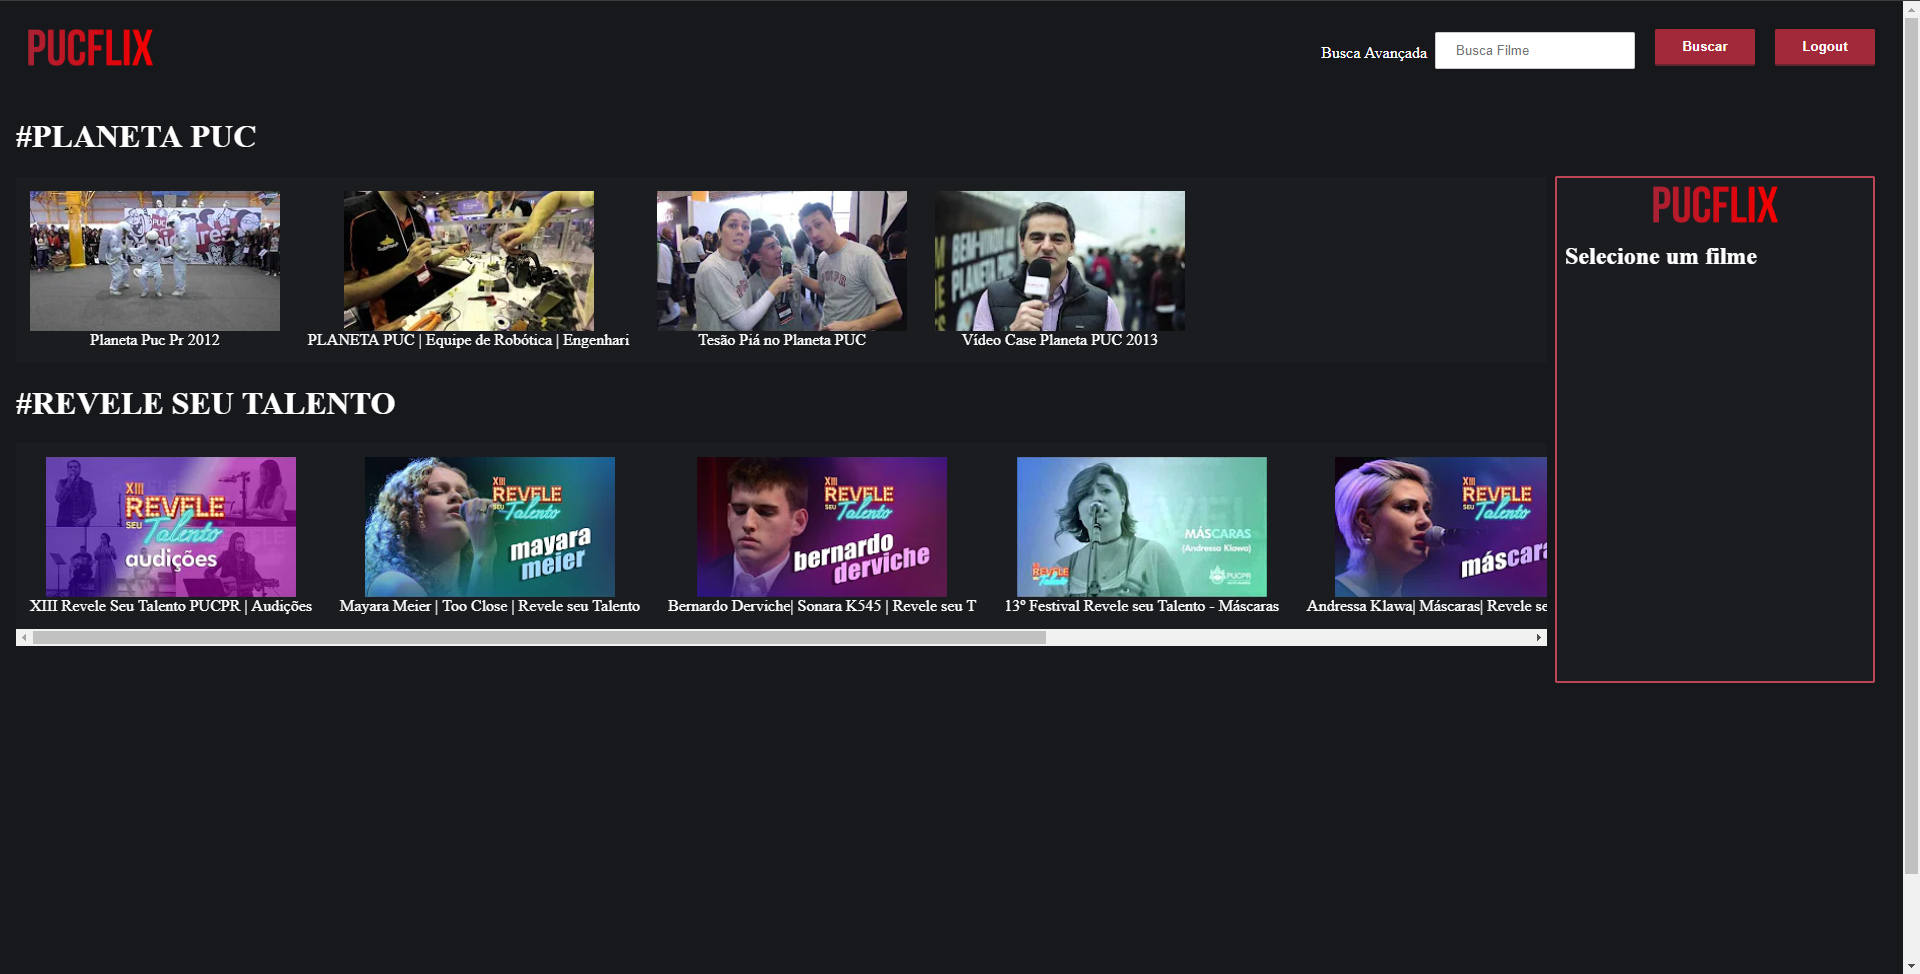 PUCFLIX
Busca Avançada
Busca Filme
Buscar
Logout
#PLANETA PUC
Planeta Puc Pr 2012
PLANETA PUC | Equipe de Robótica | Engenhari
Tesão Piá no Planeta PUC
Vídeo Case Planeta PUC 2013
PUCFLIX
Selecione um filme
#REVELE SEU TALENTO
XIII
REVELE
SEU Talento
audições
XIII Revele Seu Talento PUCPR | Audições
XIII
REVELE
SEU Talento
mayara
meier
Mayara Meier | Too Close | Revele seu Talento
XIII
REVELE
SEU Talento
bernardo
derviche
Bernardo Derviche| Sonara K545 | Revele seu T
MÁSCARAS
(Andressa Klawa)
REVELE
Talento
PUCPR
13º Festival Revele seu Talento - Máscaras
XIII
REVELE
SEU Talento
máscara
Andressa Klawa| Máscaras| Revele se